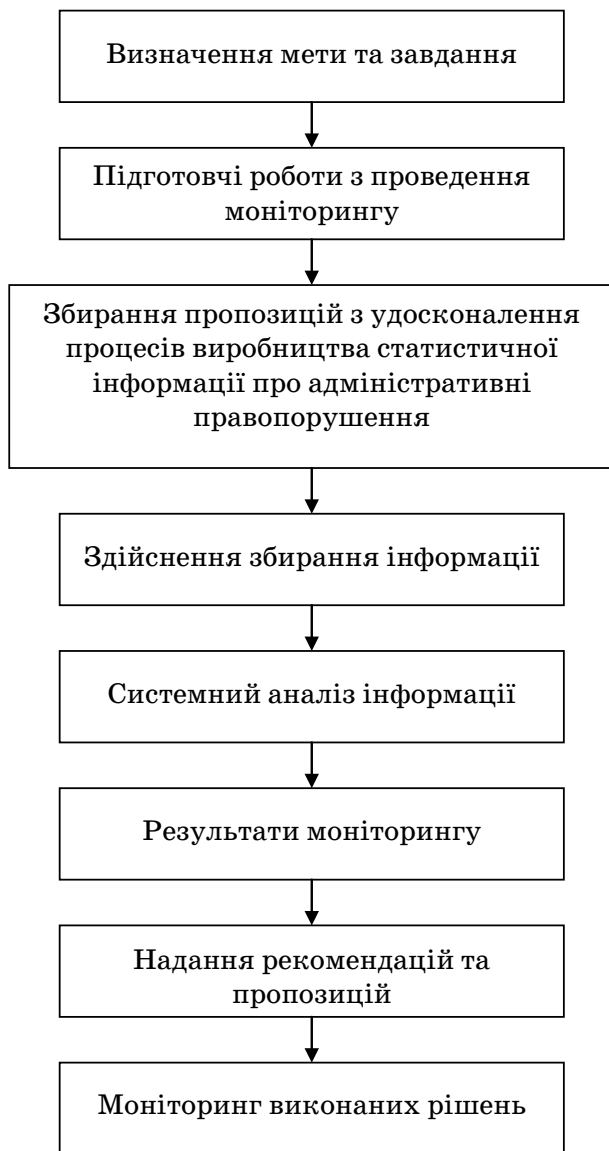 Визначення мети та завдання
Підготовчі роботи з проведення
моніторингу
Збирання пропозицій з удосконалення
процесів виробництва статистичної
інформації про адміністративні
правопорушення
Здійснення збирання інформації
Системний аналіз інформації
Результати моніторингу
Надання рекомендацій та
пропозицій
Моніторинг виконаних рішень